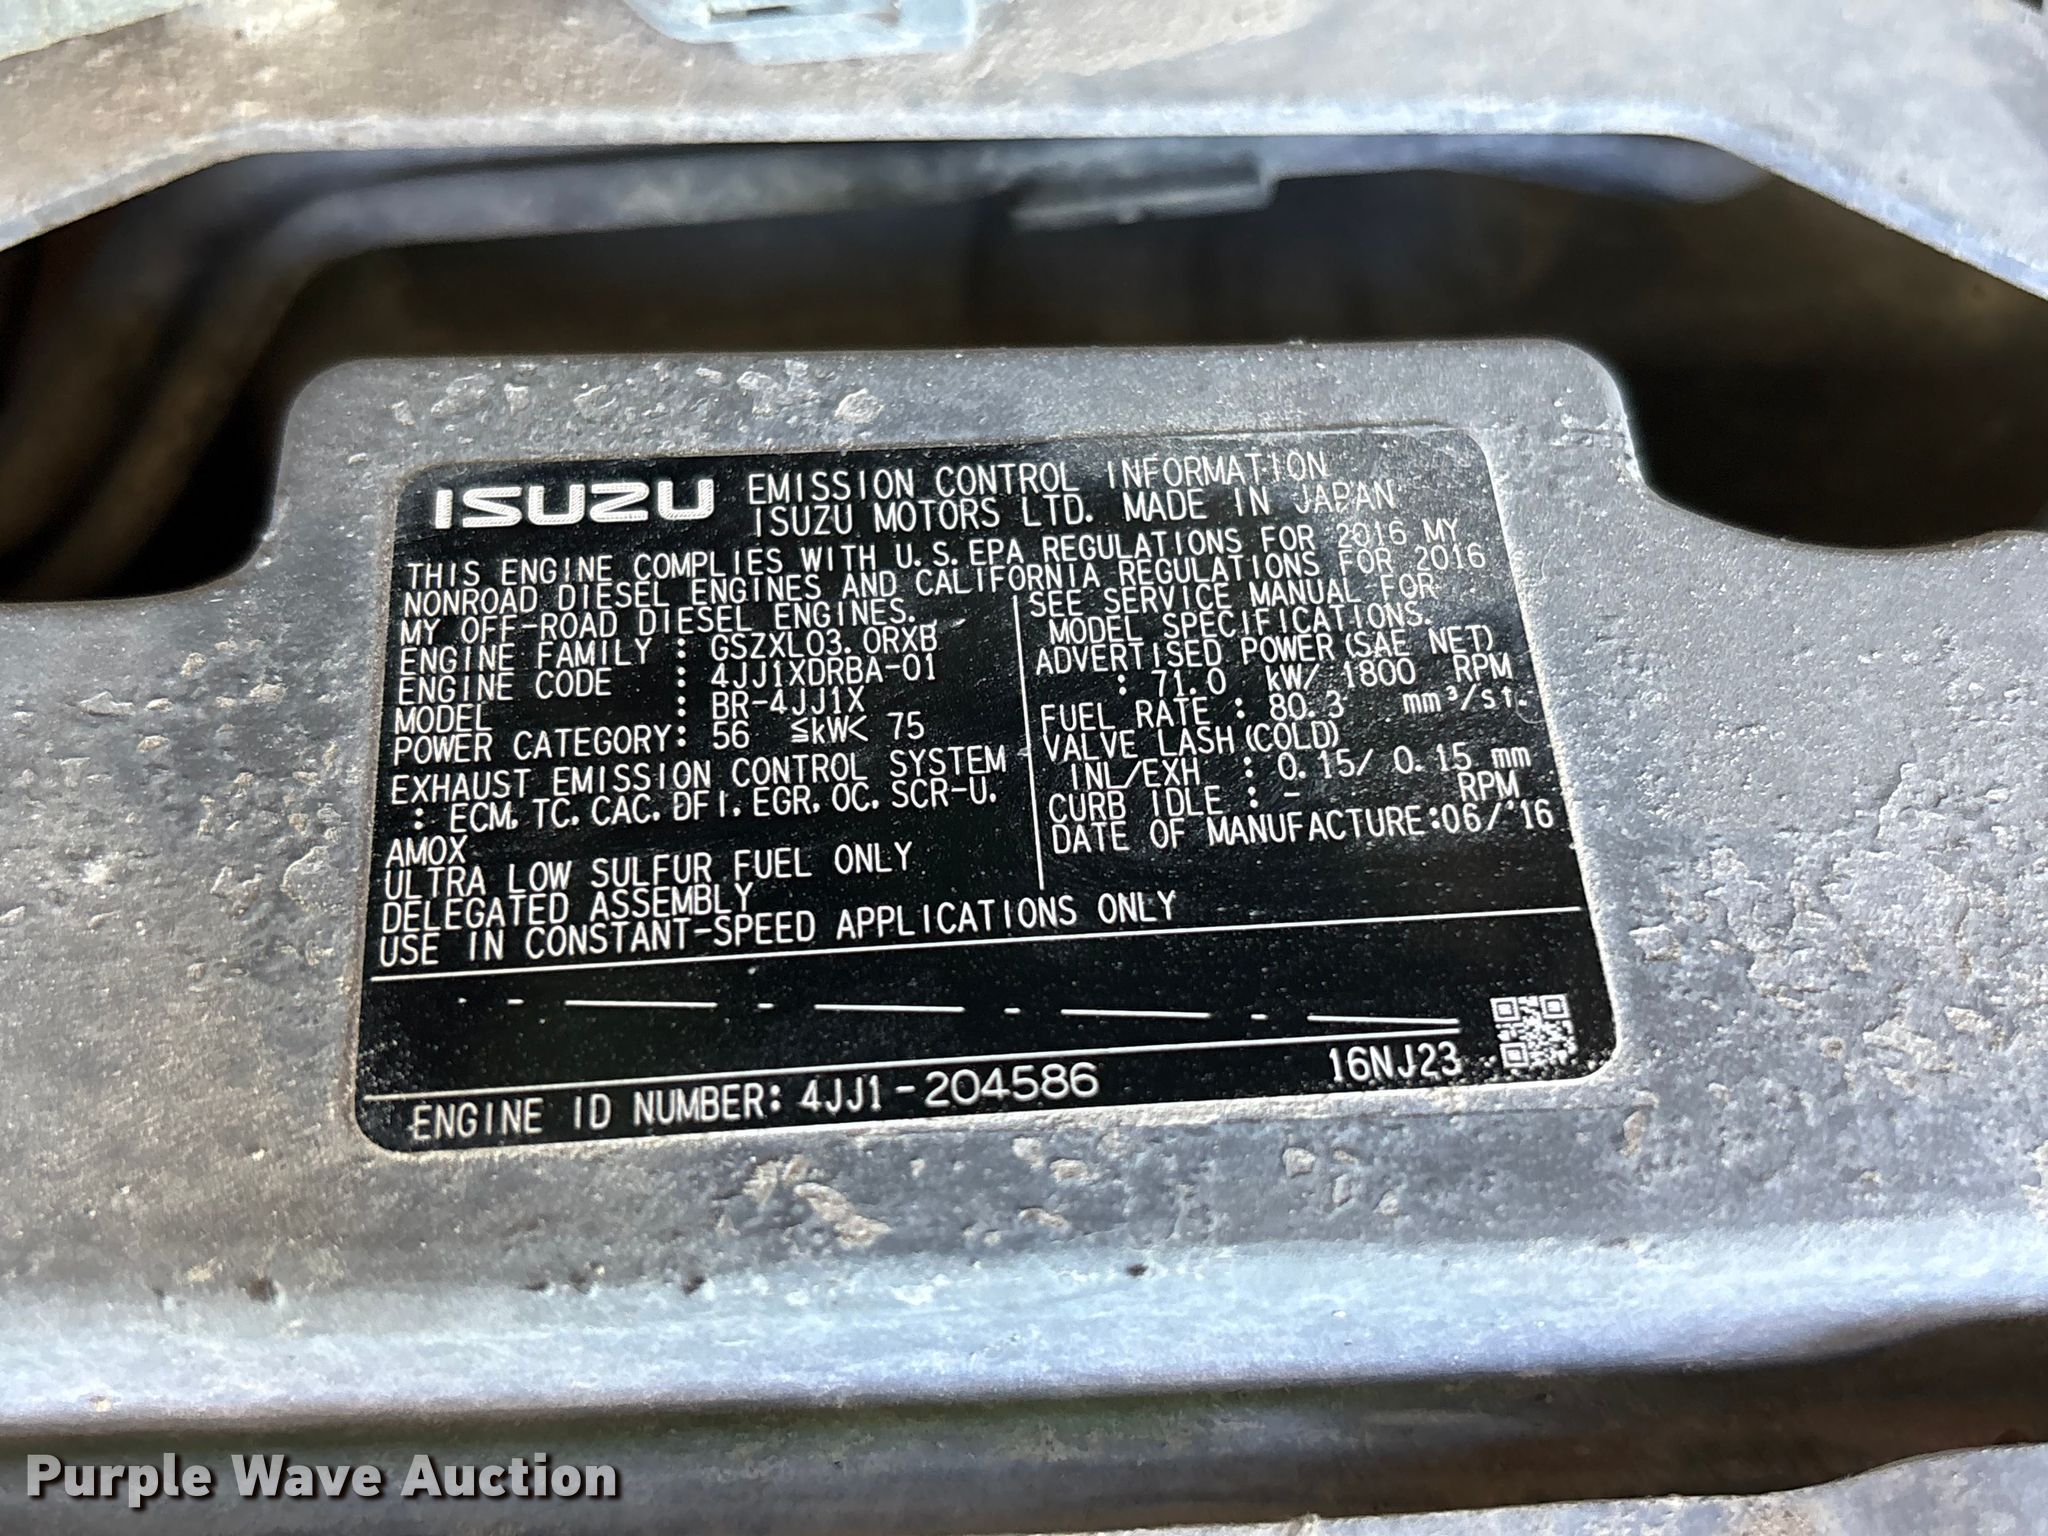 ISUZU EMISSION CONTROL INFORMATION
ISUZU MOTORS LTD. MADE IN JAPAN
THIS ENGINE COMPLIES WITH U.S.EPA REGULATIONS FOR 2016 MY
NONROAD DIESEL ENGINES AND CALIFORNIA REGULATIONS FOR 2016
MY OFF-ROAD DIESEL ENGINES.
ENGINE FAMILY : GSZXL03.0RXB
ENGINE CODE : 4JJ1XDRBA-01
MODEL : BR-4JJ1X
POWER CATEGORY: 56 ≦kW< 75
EXHAUST EMISSION CONTROL SYSTEM
: ECM, TC. CAC. DFI. EGR. OC. SCR-U.
AMOX
ULTRA LOW SULFUR FUEL ONLY
DELEGATED ASSEMBLY
USE IN CONSTANT-SPEED APPLICATIONS ONLY
SEE SERVICE MANUAL FOR
MODEL SPECIFICATIONS.
ADVERTISED POWER(SAE NET)
: 71.0 kW/ 1800 RPM
FUEL RATE : 80.3 mm³/st.
VALVE LASH(COLD)
INL/EXH : 0.15/ 0.15 mm
CURB IDLE : - RPM
DATE OF MANUFACTURE:06/'16
16NJ23
ENGINE ID NUMBER: 4JJ1-204586
Purple Wave Auction